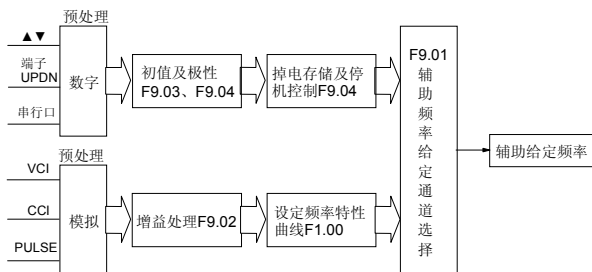 预处理
▲▼
端子
UPDN
串行口
数字
初值及极性
F9.03、F9.04
掉电存储及停
机控制F9.04
F9.01
辅助频率给定通道选择
辅助给定频率
预处理
VCI
CCI
PULSE
模拟
增益处理F9.02
设定频率特性
曲线F1.00